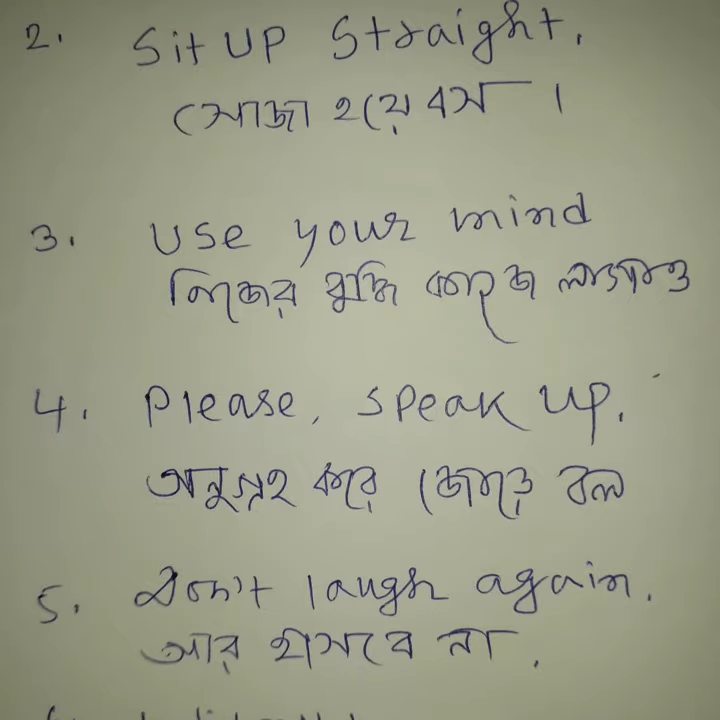 2. Sit up straight.
সোজা হয়ে বস।
3. Use your mind
নিজের বুদ্ধি কাজে লাগাও
4. Please, speak up.
অনুগ্রহ করে জোরে বল
5. Don't laugh again.
আর হাসবে না.